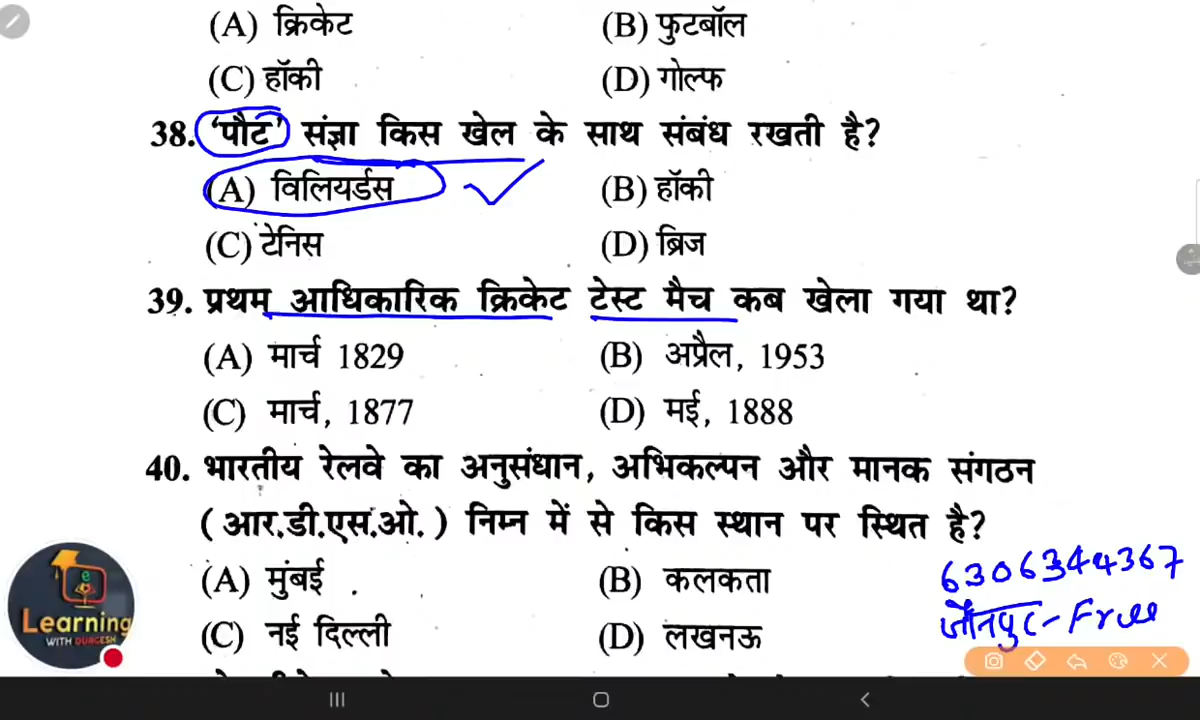 (A) क्रिकेट (B) फुटबॉल
(C) हॉकी (D) गोल्फ
38. 'पौट' संज्ञा किस खेल के साथ संबंध रखती है?
(A) विलियर्डस (B) हॉकी
(C) टेनिस (D) ब्रिज
39. प्रथम आधिकारिक क्रिकेट टेस्ट मैच कब खेला गया था?
(A) मार्च 1829 (B) अप्रैल, 1953
(C) मार्च, 1877 (D) मई, 1888
40. भारतीय रेलवे का अनुसंधान, अभिकल्पन और मानक संगठन
(आर.डी.एस.ओ.) निम्न में से किस स्थान पर स्थित है?
(A) मुंबई (B) कलकता
(C) नई दिल्ली (D) लखनऊ
6306344367
जौनपुर - Free
e
Learning
WITH DURGESH